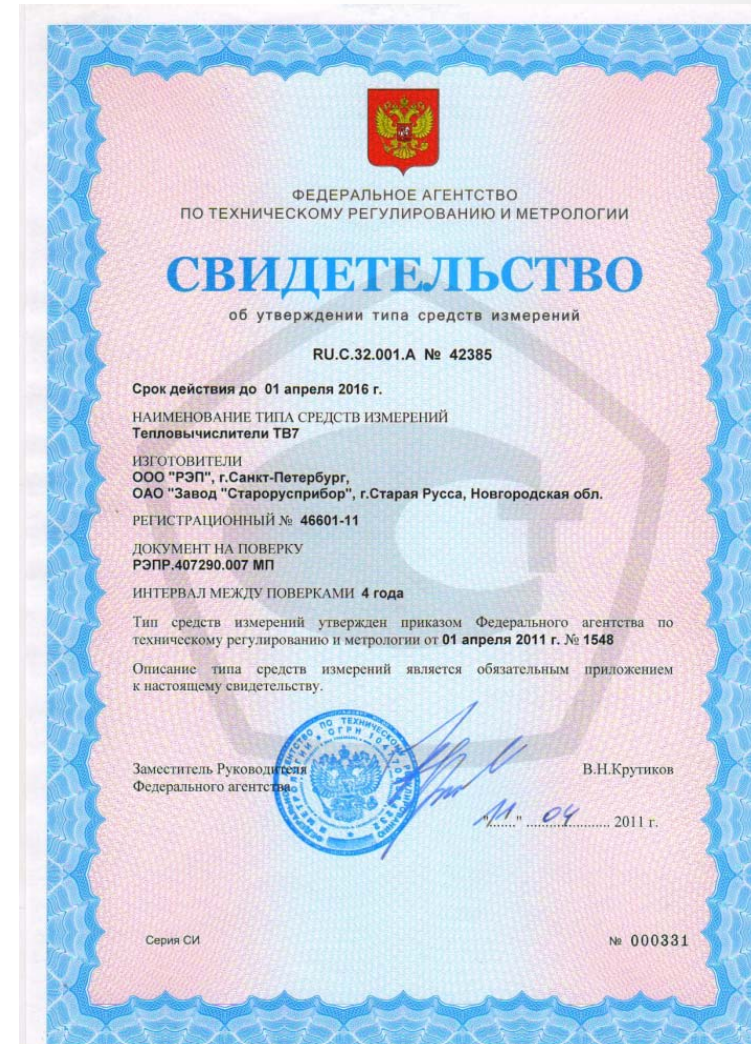 ФЕДЕРАЛЬНОЕ АГЕНТСТВО
ПО ТЕХНИЧЕСКОМУ РЕГУЛИРОВАНИЮ И МЕТРОЛОГИИ
СВИДЕТЕЛЬСТВО
об утверждении типа средств измерений
RU.C.32.001.A № 42385
Срок действия до 01 апреля 2016 г.
НАИМЕНОВАНИЕ ТИПА СРЕДСТВ ИЗМЕРЕНИЙ
Тепловычислители ТВ7
ИЗГОТОВИТЕЛИ
ООО "РЭП", г.Санкт-Петербург,
ОАО "Завод "Старорусприбор", г.Старая Русса, Новгородская обл.
РЕГИСТРАЦИОННЫЙ № 46601-11
ДОКУМЕНТ НА ПОВЕРКУ
РЭПР.407290.007 МП
ИНТЕРВАЛ МЕЖДУ ПОВЕРКАМИ 4 года
Тип средств измерений утвержден приказом Федерального агентства по
техническому регулированию и метрологии от 01 апреля 2011 г. № 1548
Описание типа средств измерений является обязательным приложением
к настоящему свидетельству.
Заместитель Руководителя
Федерального агентства
В.Н.Крутиков
"11" 04 2011 г.
Серия СИ
№ 000331